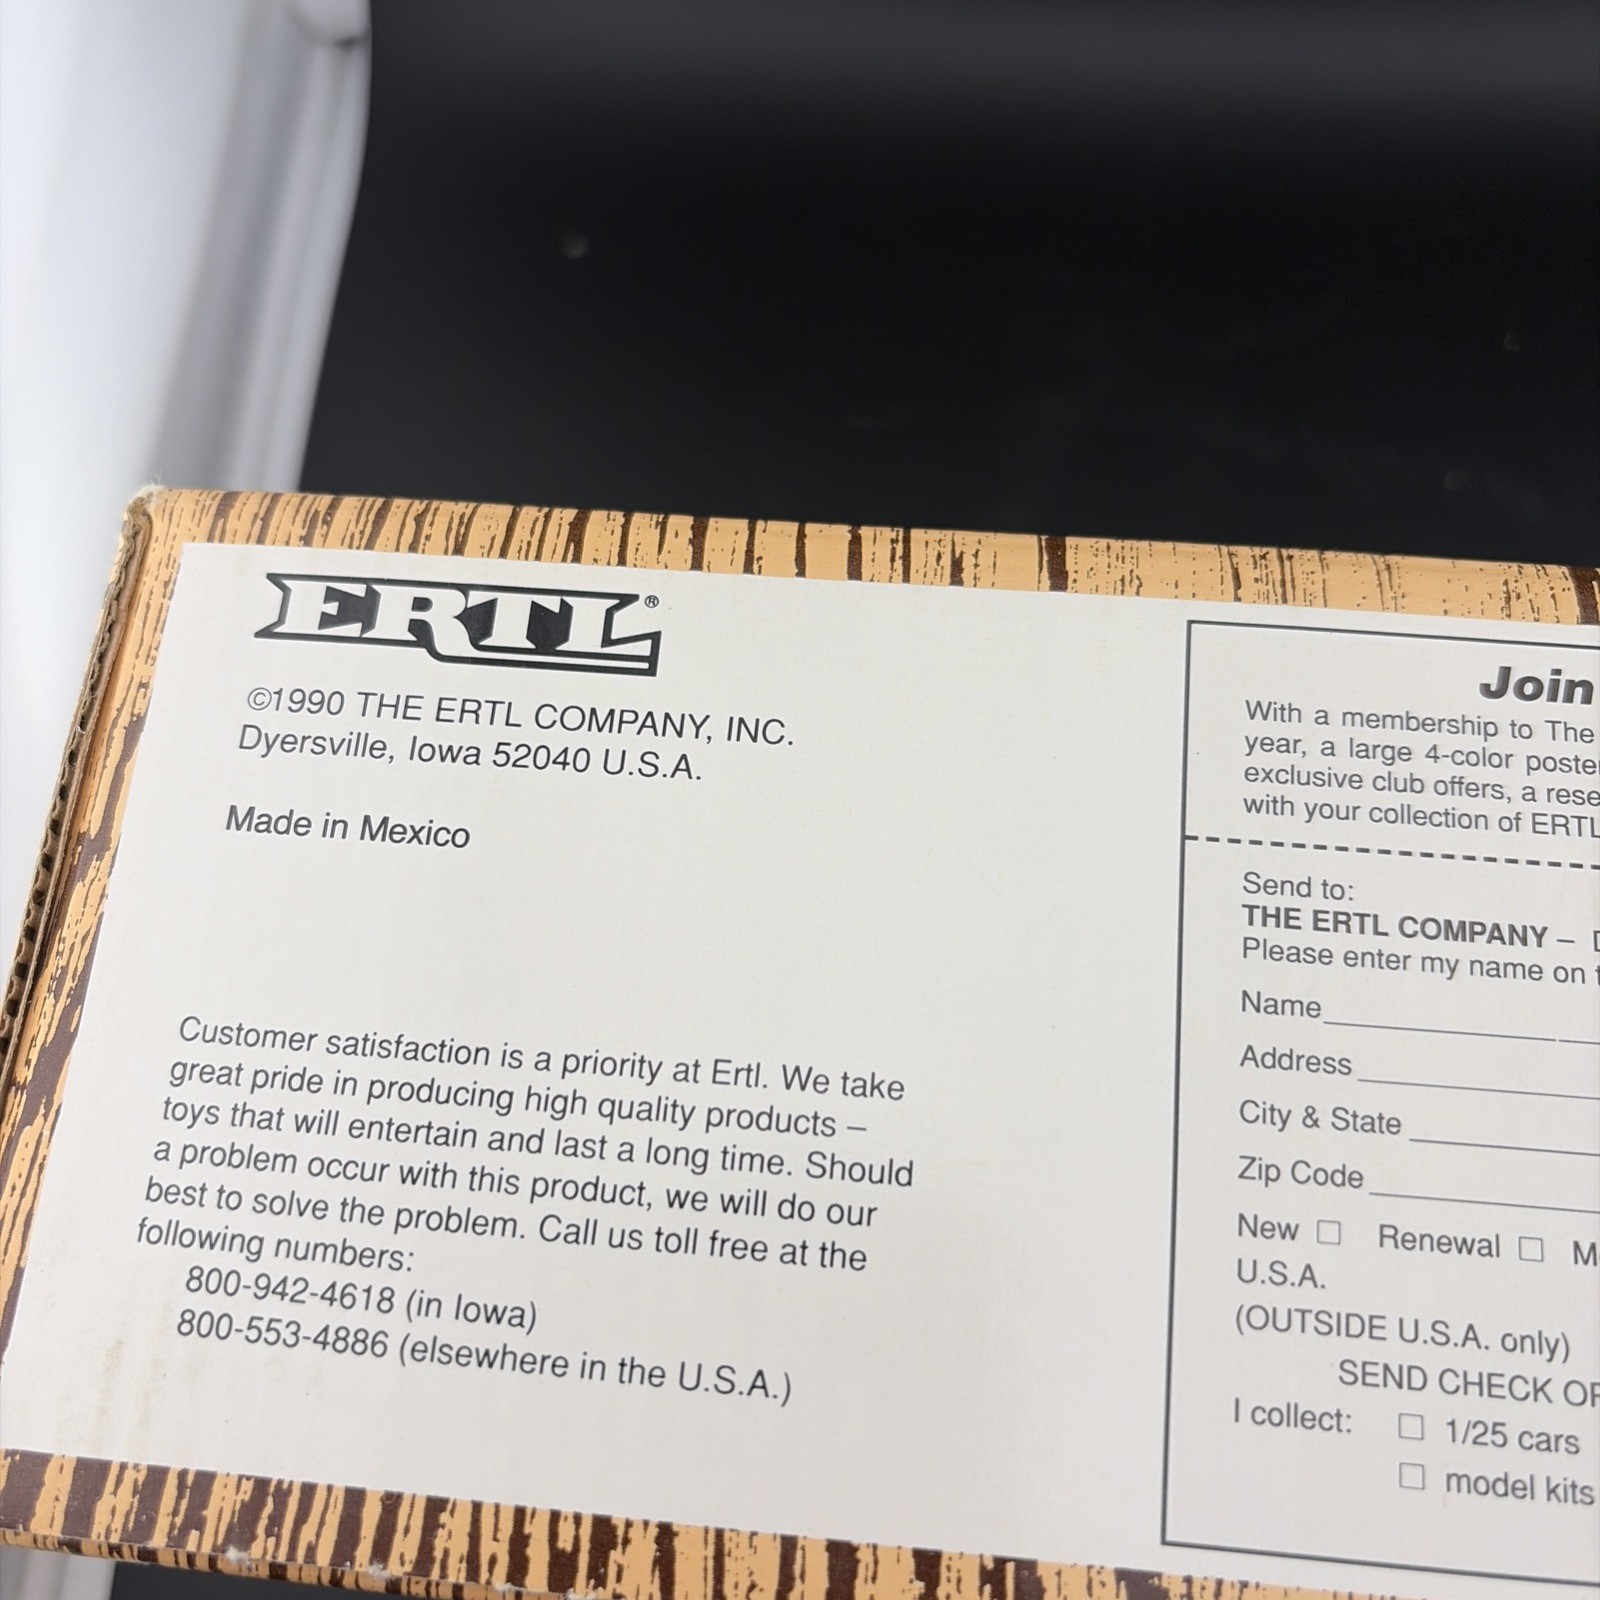 ERTL®
©1990 THE ERTL COMPANY, INC.
Dyersville, Iowa 52040 U.S.A.
Made in Mexico
Customer satisfaction is a priority at Ertl. We take
great pride in producing high quality products –
toys that will entertain and last a long time. Should
a problem occur with this product, we will do our
best to solve the problem. Call us toll free at the
following numbers:
800-942-4618 (in Iowa)
800-553-4886 (elsewhere in the U.S.A.)
Join
With a membership to The
year, a large 4-color
exclusive club offers, a
with your collection of ERTL
Send to:
THE ERTL COMPANY –
Please enter my name on
Name
Address
City & State
Zip Code
New □ Renewal □
U.S.A.
(OUTSIDE U.S.A. only)
SEND CHECK
I collect: □ 1/25 cars
□ model kits